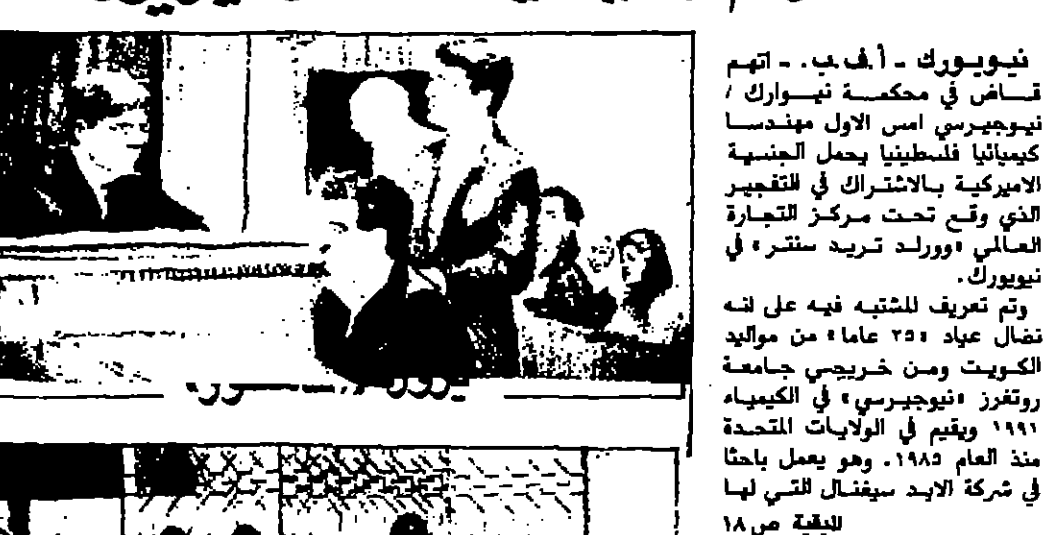 نيويورك - أ.ف.ب. - اتهم
قاض في محكمة نيوارك /
نيوجيرسي امس الاول مهندسا
كيميائيا فلسطينيا يحمل الجنسية
الاميركية بالاشتراك في التفجير
الذي وقع تحت مركز التجارة
العالمي «وورلد تريد سنتر» في
نيويورك.
وتم تعريف المشتبه فيه على انه
نضال عياد «٢٥ عاما» من مواليد
الكويت ومن خريجي جامعة
روتغرز «نيوجيرسي» في الكيمياء
١٩٩١ ويقيم في الولايات المتحدة
منذ العام ١٩٨٥. وهو يعمل باحثا
في شركة الايد سيغنال التي لها
البقية ص ١٨